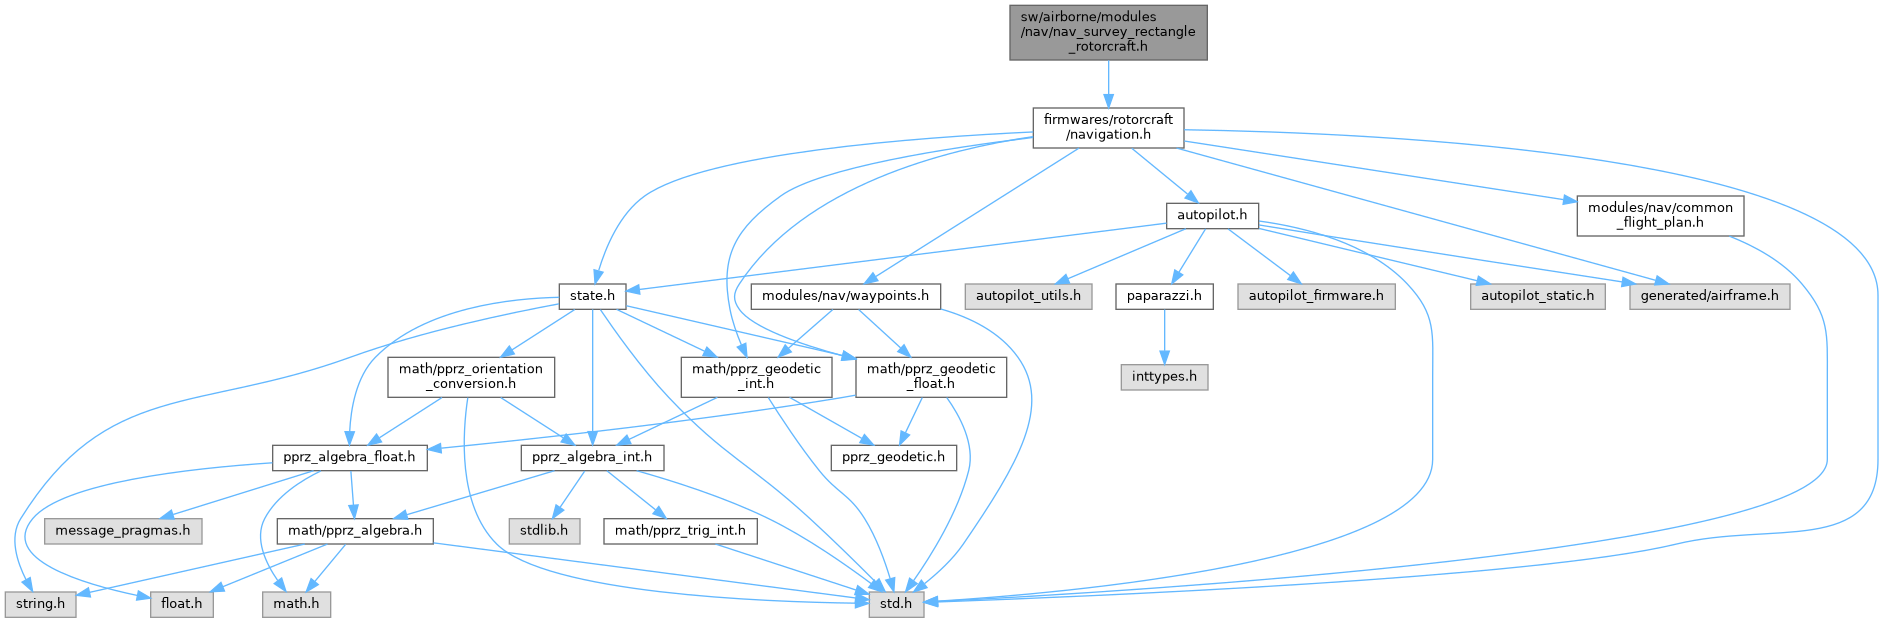 sw/airborne/modules
/nav/nav_survey_rectangle
_rotorcraft.h
firmwares/rotorcraft
/navigation.h
autopilot.h
modules/nav/common
_flight_plan.h
state.h
modules/nav/waypoints.h
autopilot_utils.h
paparazzi.h
autopilot_firmware.h
autopilot_static.h
generated/airframe.h
math/pprz_orientation
_conversion.h
math/pprz_geodetic
_int.h
math/pprz_geodetic
_float.h
inttypes.h
pprz_algebra_float.h
pprz_algebra_int.h
pprz_geodetic.h
message_pragmas.h
math/pprz_algebra.h
stdlib.h
math/pprz_trig_int.h
string.h
float.h
math.h
std.h